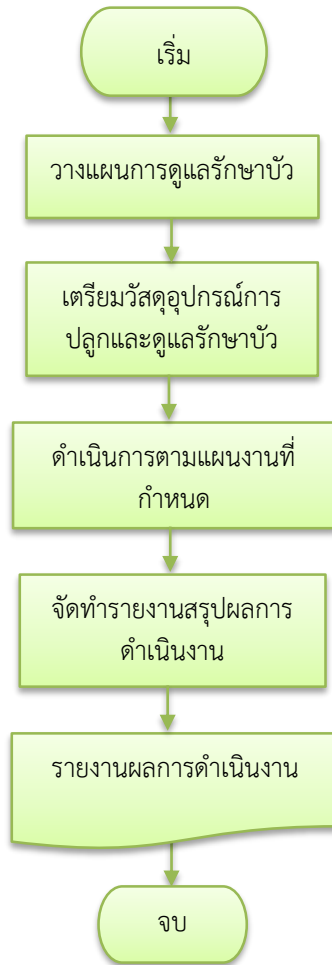 เริ่ม
วางแผนการดูแลรักษาบัว
เตรียมวัสดุอุปกรณ์การ
ปลูกและดูแลรักษาบัว
ดำเนินการตามแผนงานที่
กำหนด
จัดทำรายงานสรุปผลการ
ดำเนินงาน
รายงานผลการดำเนินงาน
จบ